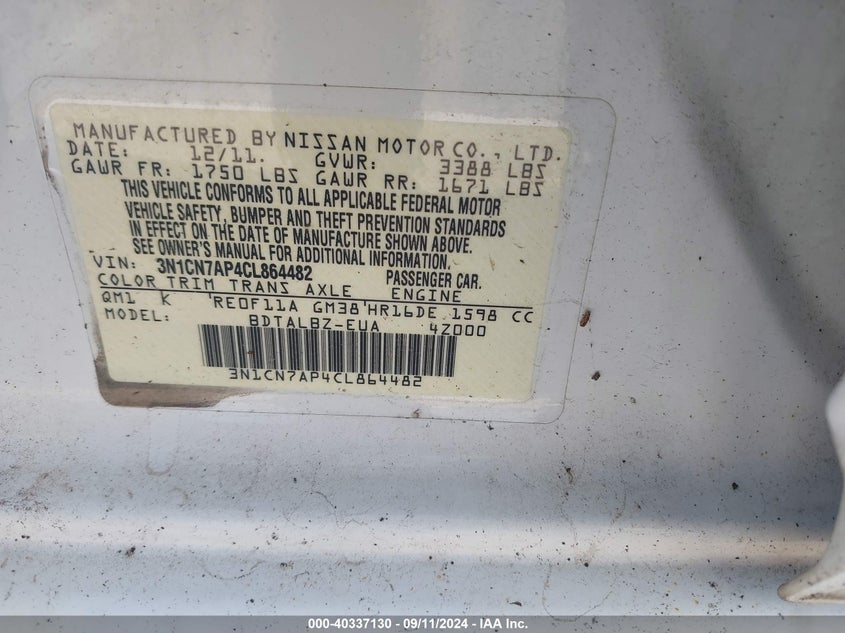 MANUFACTURED BY NISSAN MOTOR CO., LTD.
DATE: 12/11. GVWR: 3388 LBS
GAWR FR: 1750 LBS GAWR RR: 1671 LBS
THIS VEHICLE CONFORMS TO ALL APPLICABLE FEDERAL MOTOR
VEHICLE SAFETY, BUMPER AND THEFT PREVENTION STANDARDS
IN EFFECT ON THE DATE OF MANUFACTURE SHOWN ABOVE.
SEE OWNER'S MANUAL FOR ADDITIONAL INFORMATION.
VIN: 3N1CN7AP4CL864482 PASSENGER CAR.
COLOR TRIM TRANS AXLE ENGINE
QM1 K 'RE0F11A GM38'HR16DE 1598 CC
MODEL: BDTALBZ-EUA 4Z000
3N1CN7AP4CL864482
000-40337130 - 09/11/2024 - IAA Inc.